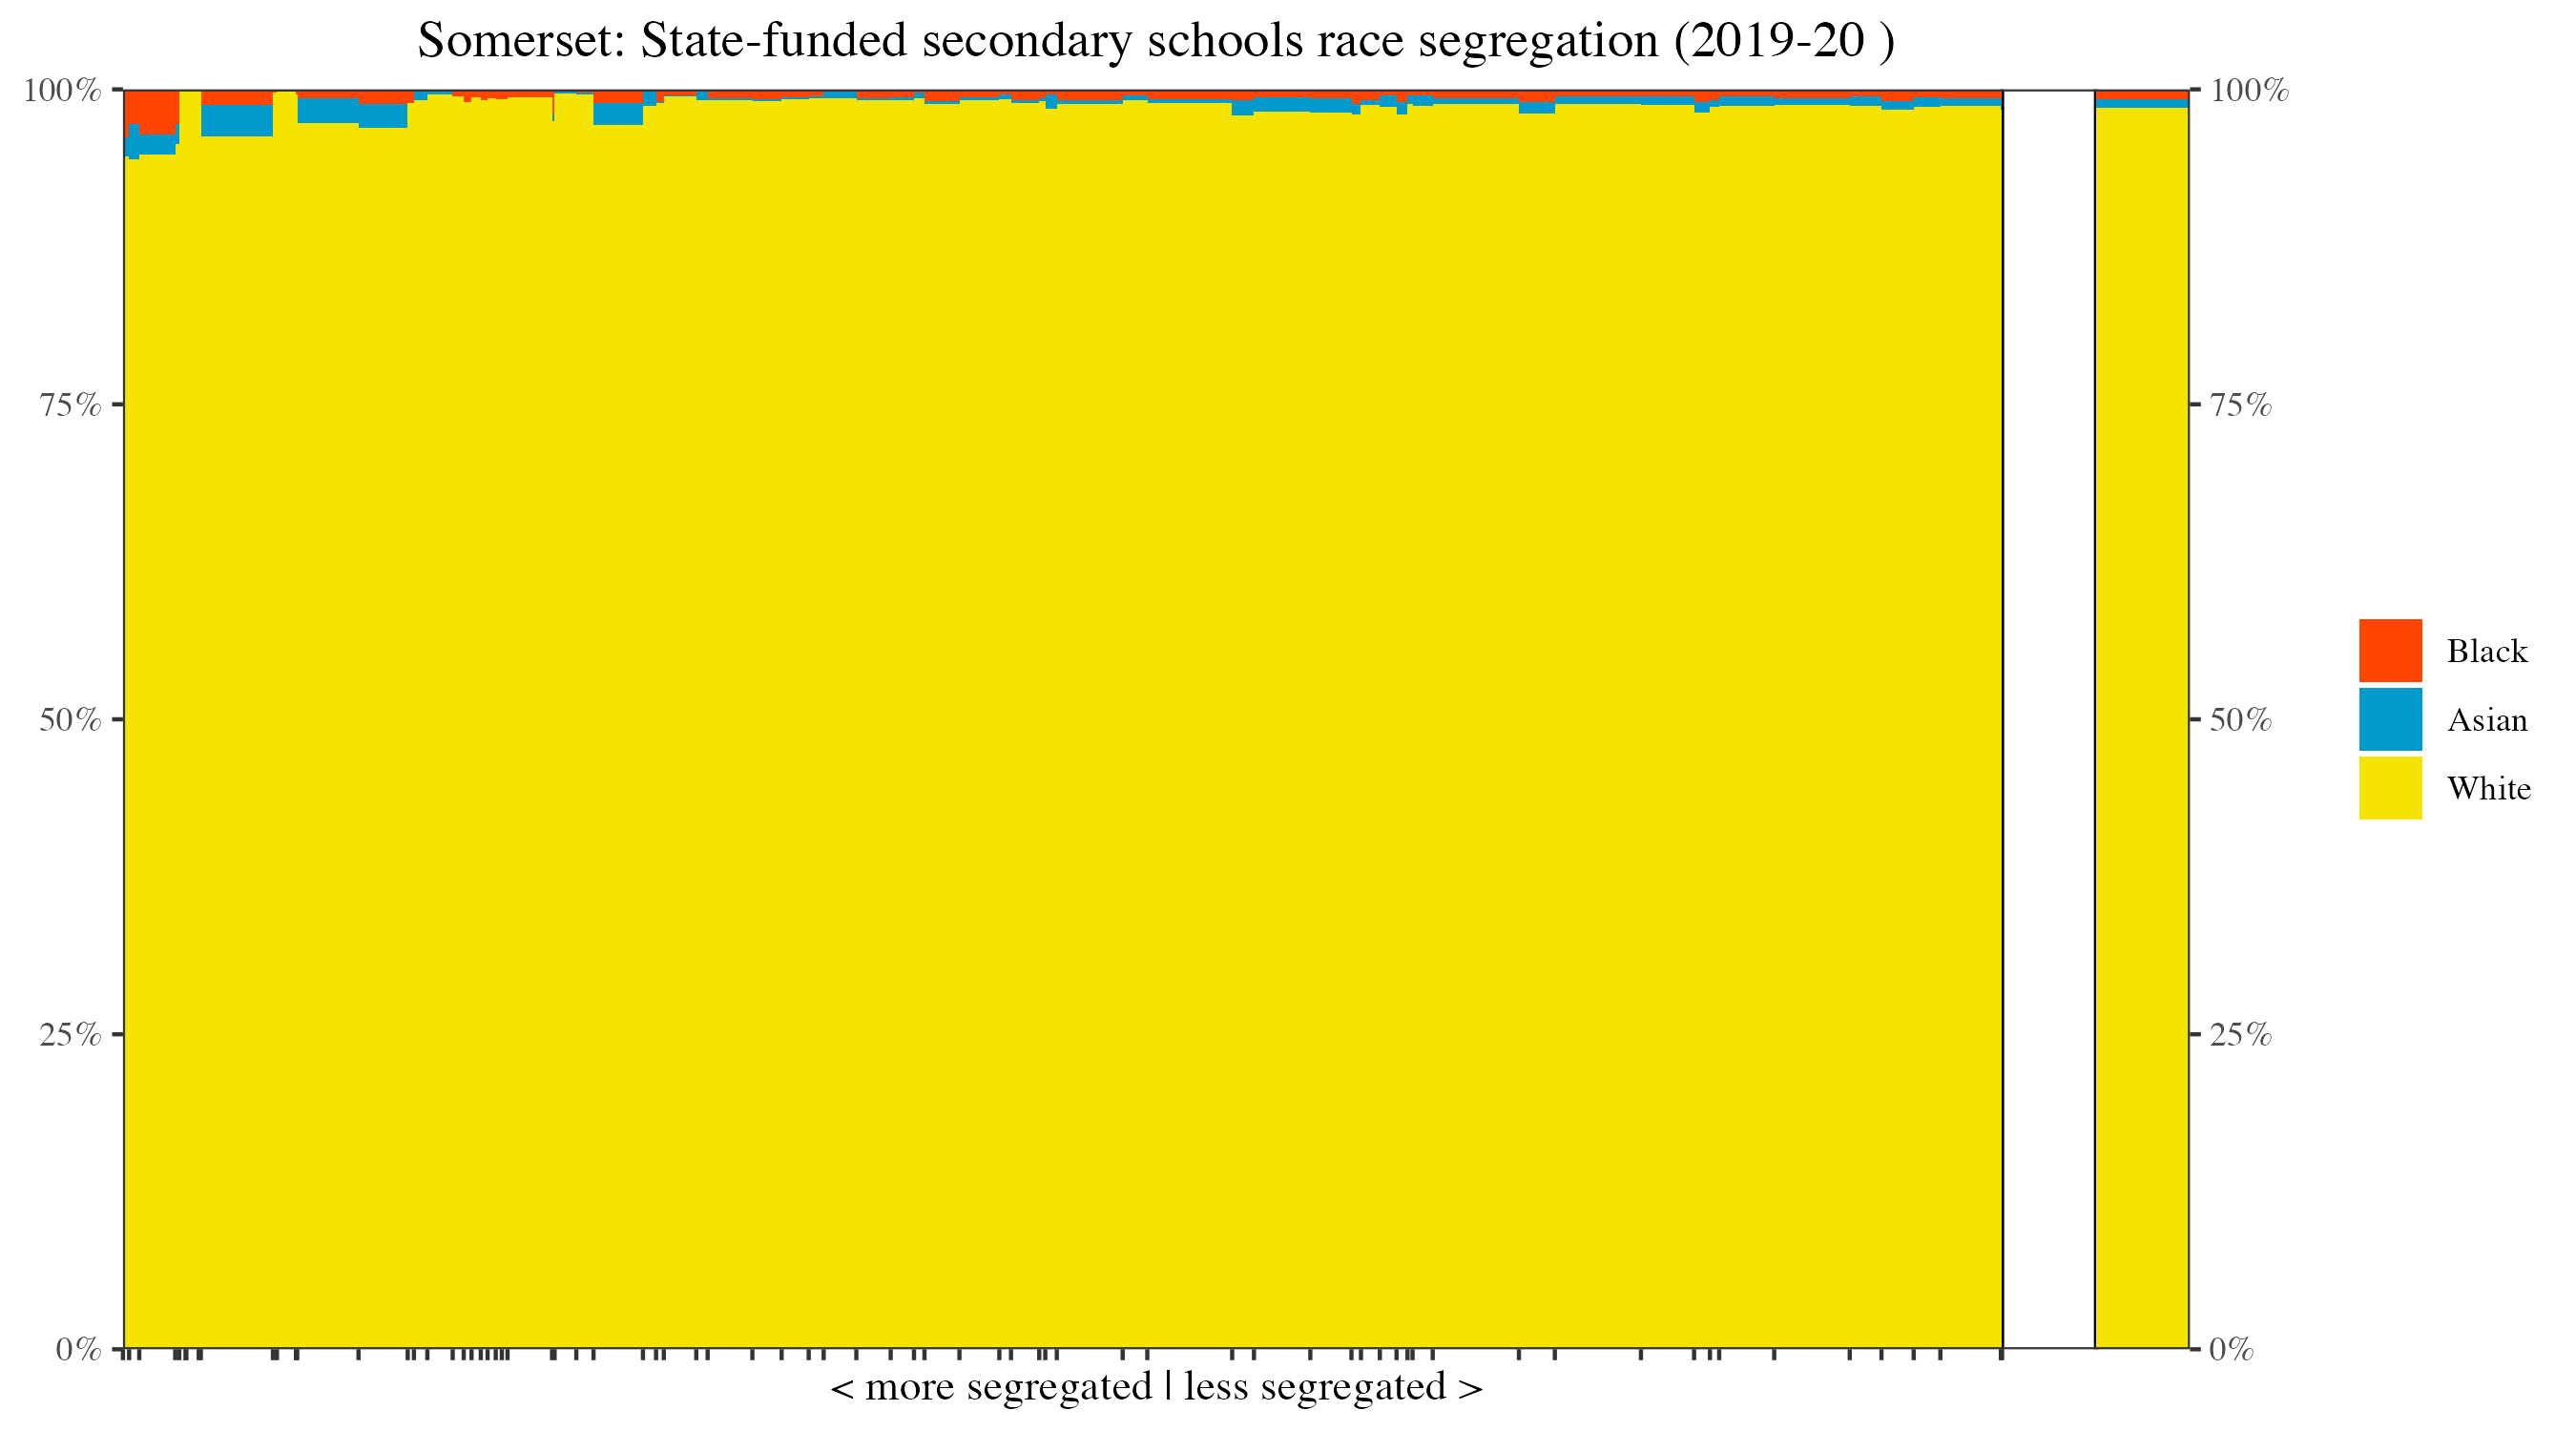 Somerset: State-funded secondary schools race segregation (2019-20 )
100%
75%
50%
25%
0%
100%
75%
50%
25%
0%
Black
Asian
White
< more segregated | less segregated >